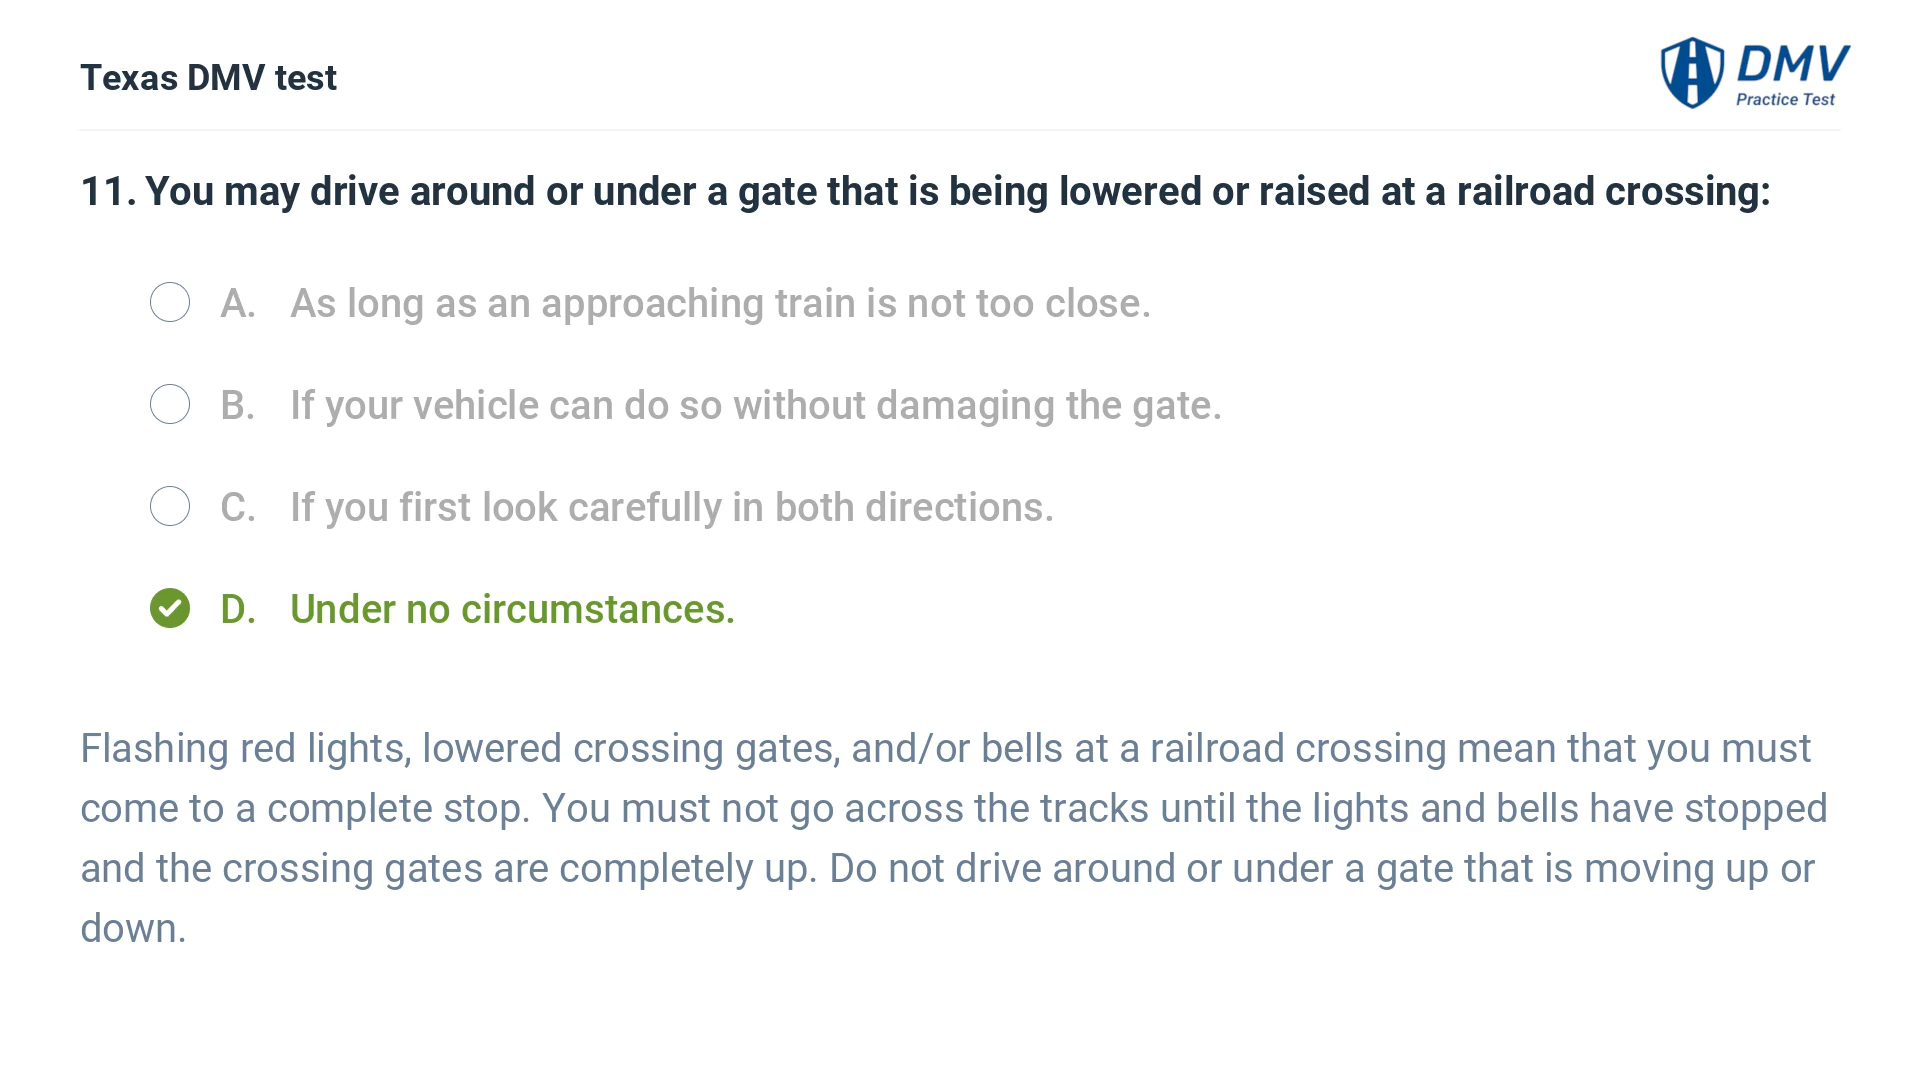 Texas DMV test
DMV
Practice Test
11. You may drive around or under a gate that is being lowered or raised at a railroad crossing:
A. As long as an approaching train is not too close.
B. If your vehicle can do so without damaging the gate.
C. If you first look carefully in both directions.
D. Under no circumstances.
Flashing red lights, lowered crossing gates, and/or bells at a railroad crossing mean that you must
come to a complete stop. You must not go across the tracks until the lights and bells have stopped
and the crossing gates are completely up. Do not drive around or under a gate that is moving up or
down.